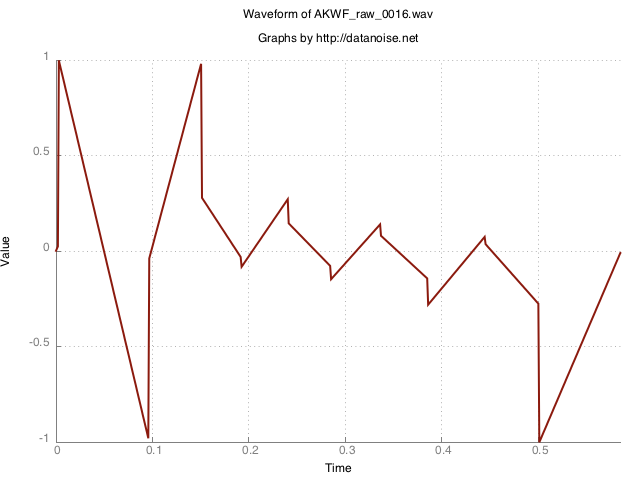 Waveform of AKWF_raw_0016.wav
Graphs by http://datanoise.net
1
0.5
0
-0.5
-1
Value
0 0.1 0.2 0.3 0.4 0.5
Time